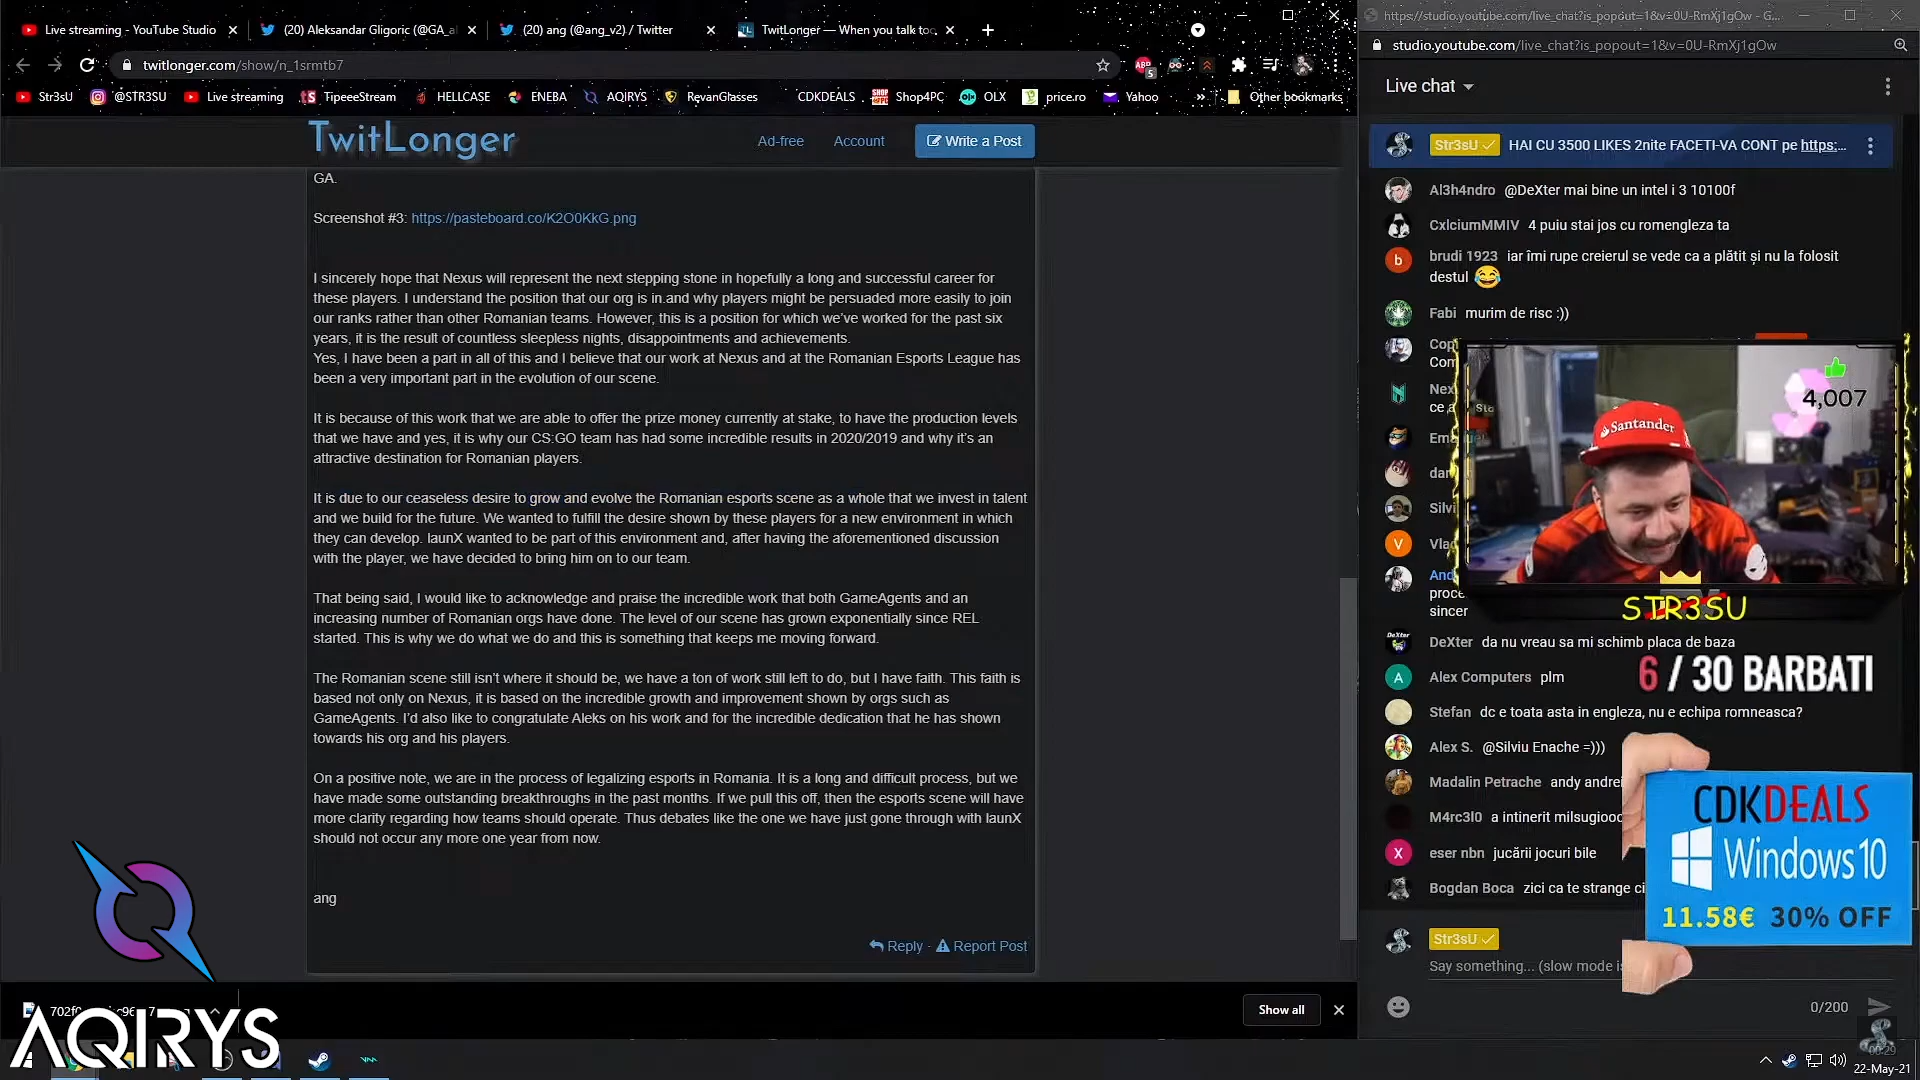 Live streaming - YouTube Studio
(20) Aleksandar Gligoric (@GA_al
(20) ang (@ang_v2) / Twitter
TwitLonger — When you talk too
https://studio.youtube.com/live_chat?is_popout=1&v=0U-RmXj1gOw - G...
twitlonger.com/show/n_1srmtb7
ABP
5
studio.youtube.com/live_chat?is_popout=1&v=0U-RmXj1gOw
Str3sU
@STR3SU
Live streaming
TipeeeStream
HELLCASE
ENEBA
AQIRYS
RevanGlasses
CDKDEALS
Shop4PC
OLX
price.ro
Yahoo
Other bookmarks
Live chat
TwitLonger
Ad-free
Account
Write a Post
GA.
Screenshot #3: https://pasteboard.co/K2O0KkG.png
I sincerely hope that Nexus will represent the next stepping stone in hopefully a long and successful career for
these players. I understand the position that our org is in and why players might be persuaded more easily to join
our ranks rather than other Romanian teams. However, this is a position for which we've worked for the past six
years, it is the result of countless sleepless nights, disappointments and achievements.
Yes, I have been a part in all of this and I believe that our work at Nexus and at the Romanian Esports League has
been a very important part in the evolution of our scene.
It is because of this work that we are able to offer the prize money currently at stake, to have the production levels
that we have and yes, it is why our CS:GO team has had some incredible results in 2020/2019 and why it's an
attractive destination for Romanian players.
It is due to our ceaseless desire to grow and evolve the Romanian esports scene as a whole that we invest in talent
and we build for the future. We wanted to fulfill the desire shown by these players for a new environment in which
they can develop. launX wanted to be part of this environment and, after having the aforementioned discussion
with the player, we have decided to bring him on to our team.
That being said, I would like to acknowledge and praise the incredible work that both GameAgents and an
increasing number of Romanian orgs have done. The level of our scene has grown exponentially since REL
started. This is why we do what we do and this is something that keeps me moving forward.
The Romanian scene still isn't where it should be, we have a ton of work still left to do, but I have faith. This faith is
based not only on Nexus, it is based on the incredible growth and improvement shown by orgs such as
GameAgents. I'd also like to congratulate Aleks on his work and for the incredible dedication that he has shown
towards his org and his players.
On a positive note, we are in the process of legalizing esports in Romania. It is a long and difficult process, but we
have made some outstanding breakthroughs in the past months. If we pull this off, then the esports scene will have
more clarity regarding how teams should operate. Thus debates like the one we have just gone through with launX
should not occur any more one year from now.
ang
Reply - Report Post
Show all
AQIRYS
Str3sU HAI CU 3500 LIKES 2nite FACETI-VA CONT pe https:...
Al3h4ndro @DeXter mai bine un intel i 3 10100f
CxlciumMMIV 4 puiu stai jos cu romengleza ta
brudi 1923 iar îmi rupe creierul se vede ca a plătit și nu la folosit
destul
Fabi murim de risc :))
Cop
Com
Nex
ce,a
Sta
Silvi
Vla
And
proce
sincer
4,007
Santander
STR3SU
DeXter da nu vreau sa mi schimb placa de baza
6 / 30 BARBATI
Alex Computers plm
Stefan dc e toata asta in engleza, nu e echipa romneasca?
Alex S. @Silviu Enache =)))
Madalin Petrache andy andrei
M4rc3l0 a intinerit milsugiooo
eser nbn jucării jocuri bile
Bogdan Boca zici ca te strange ci
CDKDEALS
Windows 10
11.58€ 30% OFF
Str3sU
Say something... (slow mode is
0/200
00:29
22-May-21